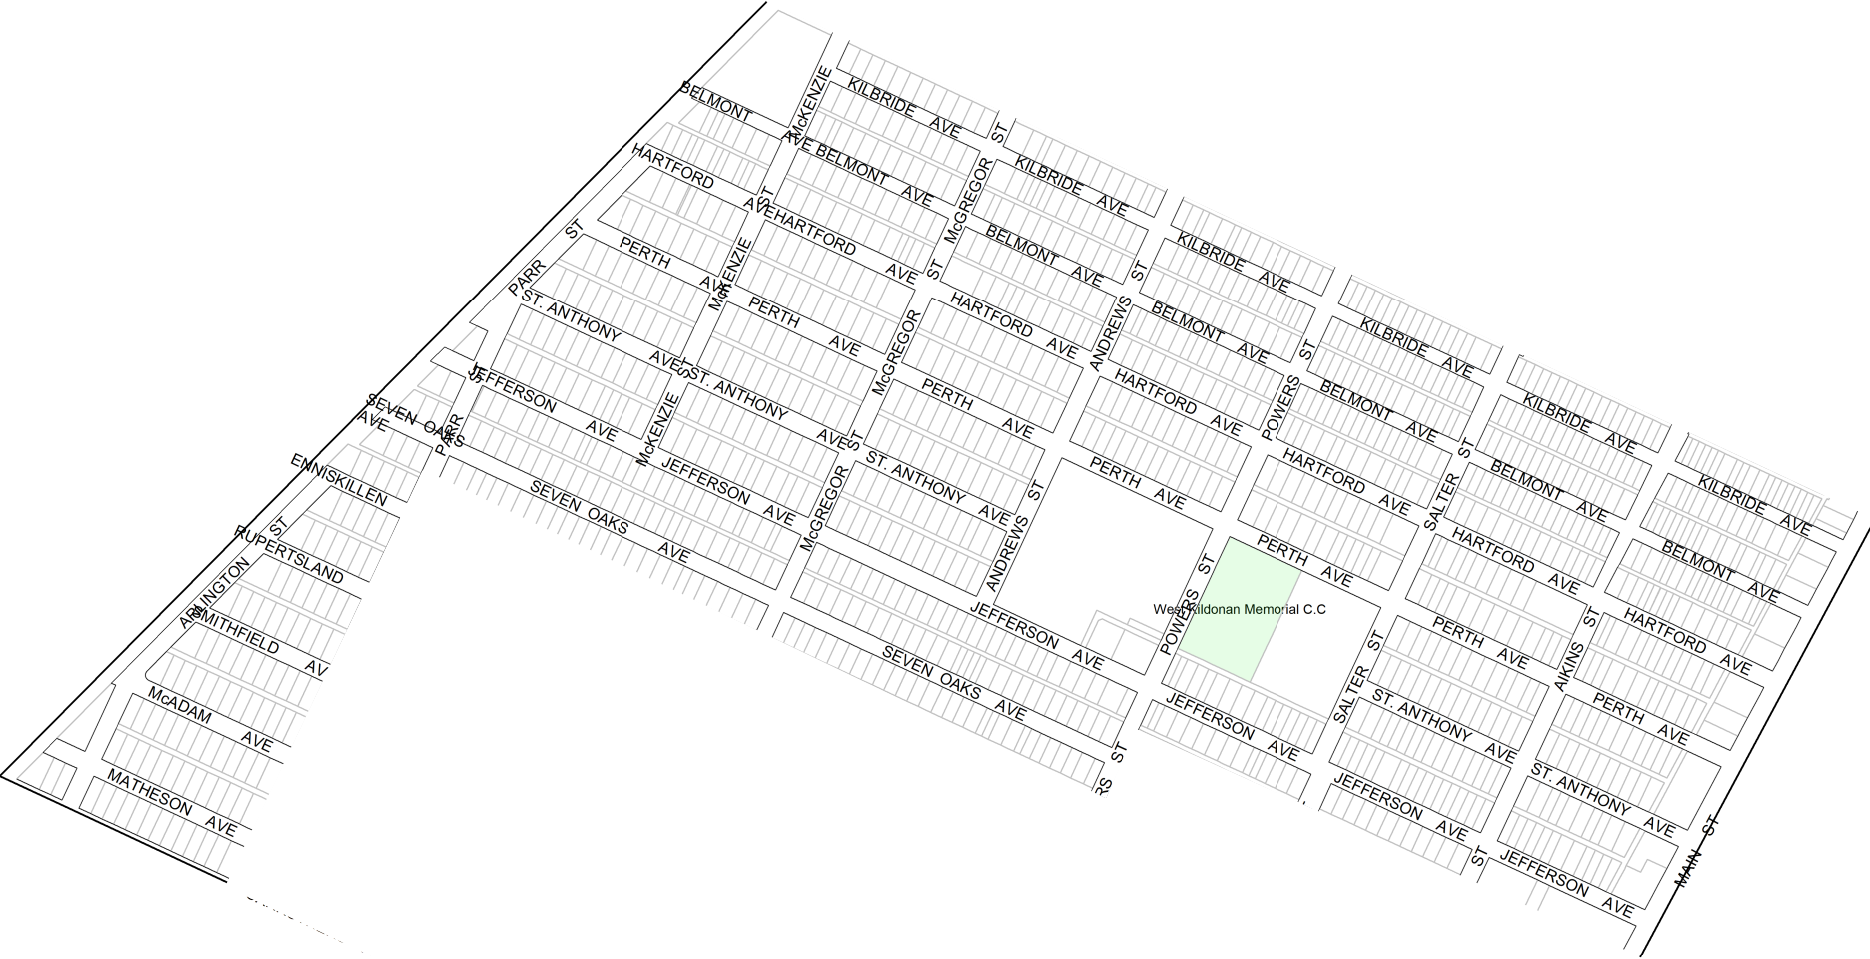 KILBRIDE AVE
KILBRIDE AVE
KILBRIDE AVE
KILBRIDE AVE
KILBRIDE AVE
KILBRIDE AVE
BELMONT AVE
BELMONT AVE
BELMONT AVE
BELMONT AVE
BELMONT AVE
BELMONT AVE
BELMONT AVE
HARTFORD AVE
HARTFORD AVE
HARTFORD AVE
HARTFORD AVE
HARTFORD AVE
HARTFORD AVE
HARTFORD AVE
PERTH AVE
PERTH AVE
PERTH AVE
PERTH AVE
PERTH AVE
PERTH AVE
PERTH AVE
ST. ANTHONY AVE
ST. ANTHONY AVE
ST. ANTHONY AVE
ST. ANTHONY AVE
ST. ANTHONY AVE
JEFFERSON AVE
JEFFERSON AVE
JEFFERSON AVE
JEFFERSON AVE
JEFFERSON AVE
JEFFERSON AVE
SEVEN OAKS AVE
SEVEN OAKS AVE
SEVEN OAKS AVE
ENNISKILLEN
RUPERTSLAND
SMITHFIELD AV
McADAM AVE
MATHESON AVE
ARLINGTON ST
PARR ST
PARR ST
McKENZIE ST
McKENZIE ST
McKENZIE
McGREGOR ST
McGREGOR ST
McGREGOR ST
McGREGOR
ANDREWS ST
ANDREWS ST
POWERS ST
POWERS ST
RS ST
SALTER ST
SALTER ST
AIKINS ST
ST
MAIN ST
West Kildonan Memorial C.C